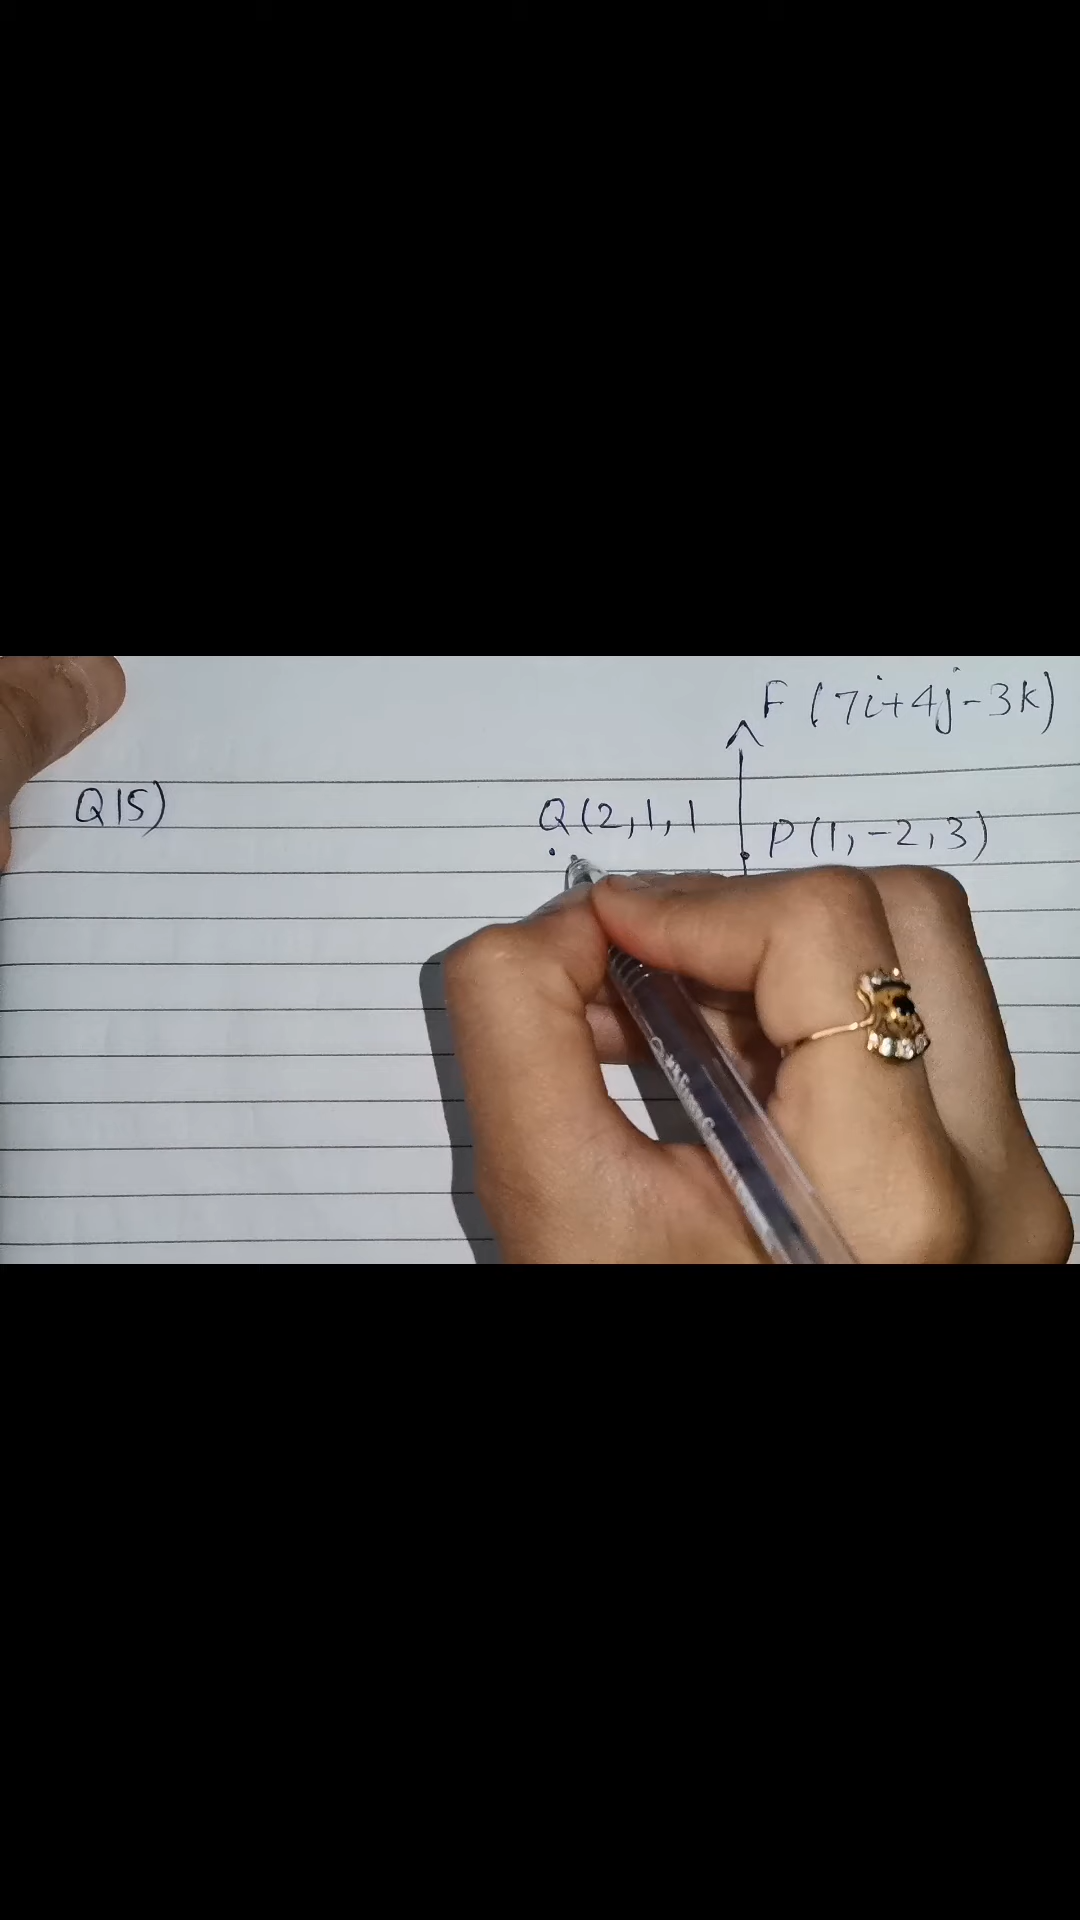 F (7i+4j-3k)
Q15)
Q(2,1,1
P(1,-2,3)